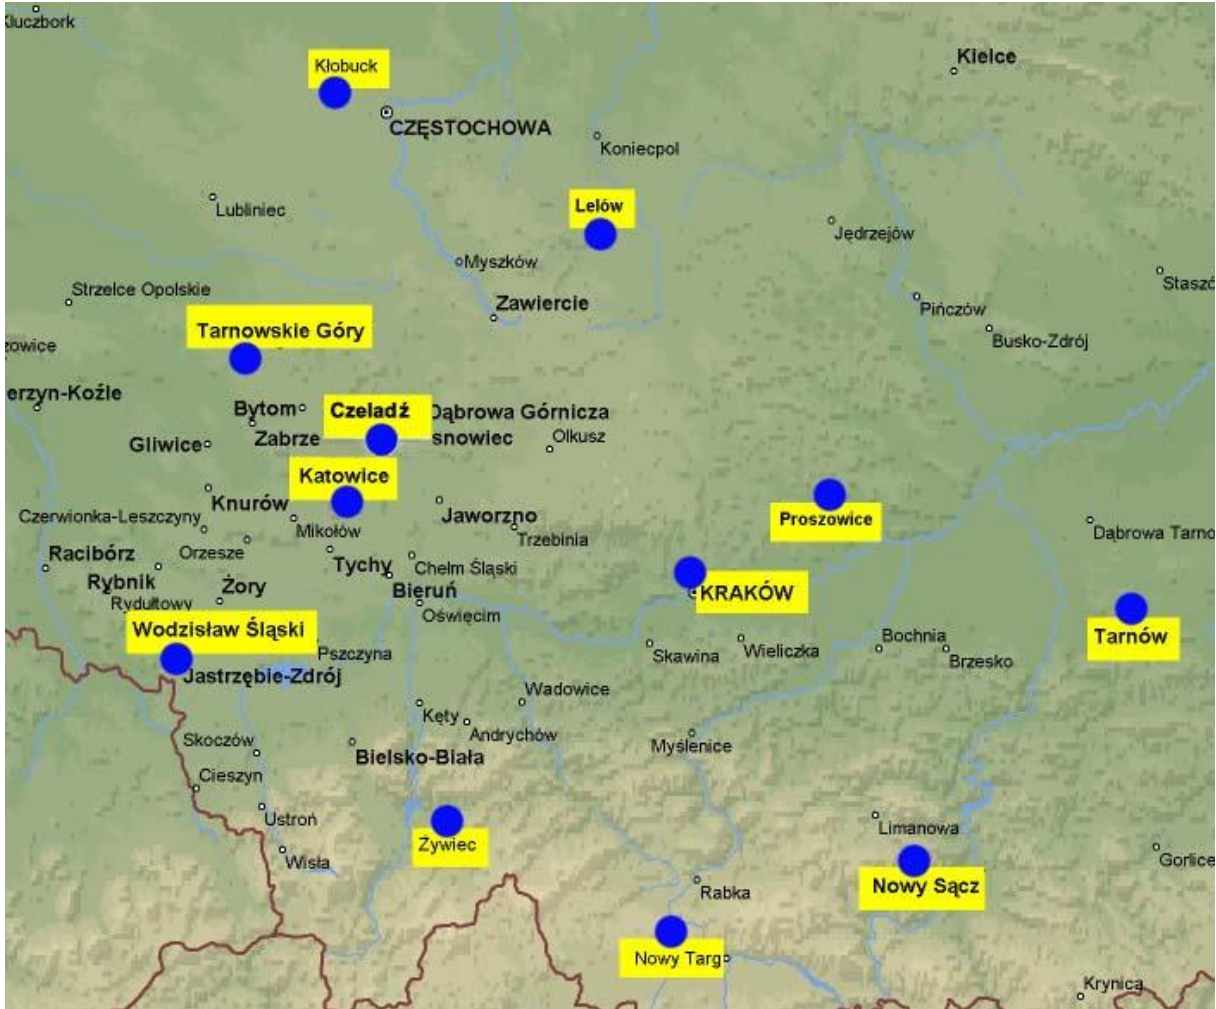 Kluczbork
Kłobuck
Kielce
CZĘSTOCHOWA
Koniecpol
Lubliniec
Lelów
Jędrzejów
Myszków
Strzelce Opolskie
Staszó
Zawiercie
Pińczów
Tarnowskie Góry
zowice
Busko-Zdrój
erzyn-Koźle
Bytom
Czeladź
Dąbrowa Górnicza
Zabrze
snowiec
Olkusz
Gliwice
Katowice
Knurów
Jaworzno
Proszowice
Czerwionka-Leszczyny
Mikołów
Trzebinia
Dąbrowa Tarno
Racibórz
Orzesze
Tychy
Chelm Śląski
Rybnik
Żory
Bieruń
KRAKÓW
Rydułtowy
Oświęcim
Wodzisław Śląski
Tarnów
Pszczyna
Skawina
Wieliczka
Bochnia
Brzesko
Jastrzębie-Zdrój
Wadowice
Kęty
Andrychów
Skoczów
Bielsko-Biała
Myślenice
Cieszyn
Ustroń
Limanowa
Żywiec
Wisła
Gorlice
Rabka
Nowy Sącz
Nowy Targ
Krynica